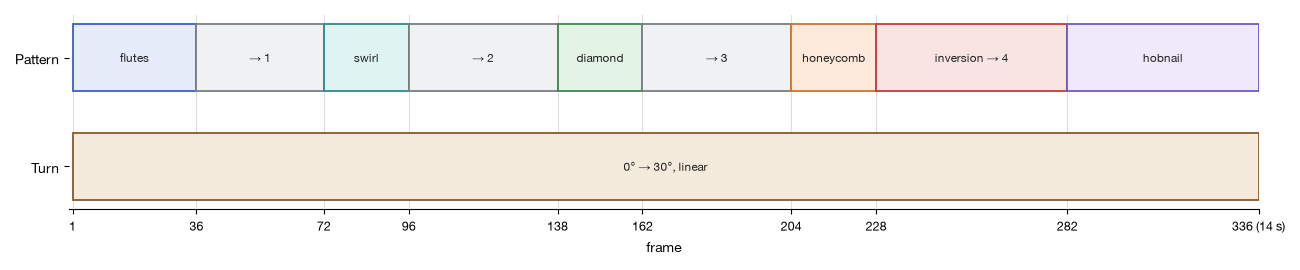 Pattern
flutes
→ 1
swirl
→ 2
diamond
→ 3
honeycomb
inversion → 4
hobnail
Turn
0° → 30°, linear
1 36 72 96 138 162 204 228 282 336 (14 s)
frame